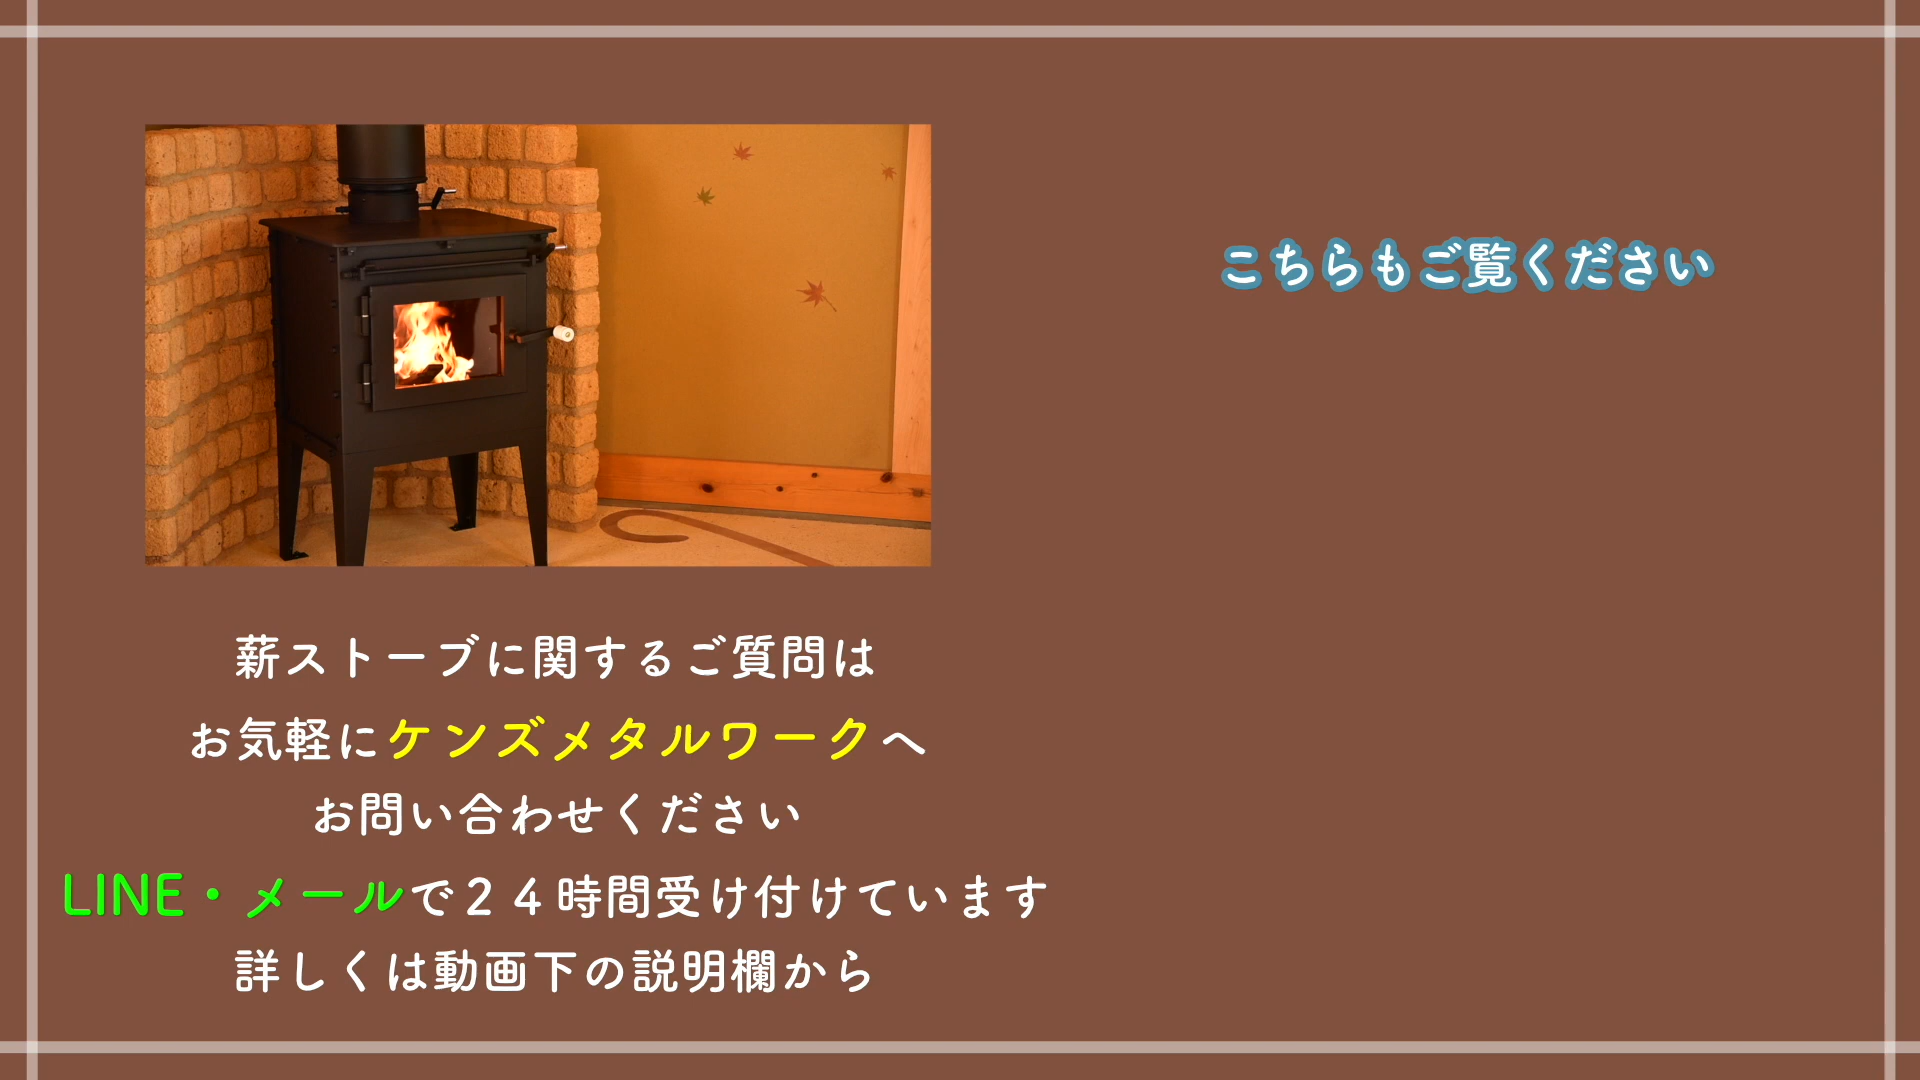 こちらもご覧ください
薪ストーブに関するご質問は
お気軽にケンズメタルワークへ
お問い合わせください
LINE・メールで２４時間受け付けています
詳しくは動画下の説明欄から